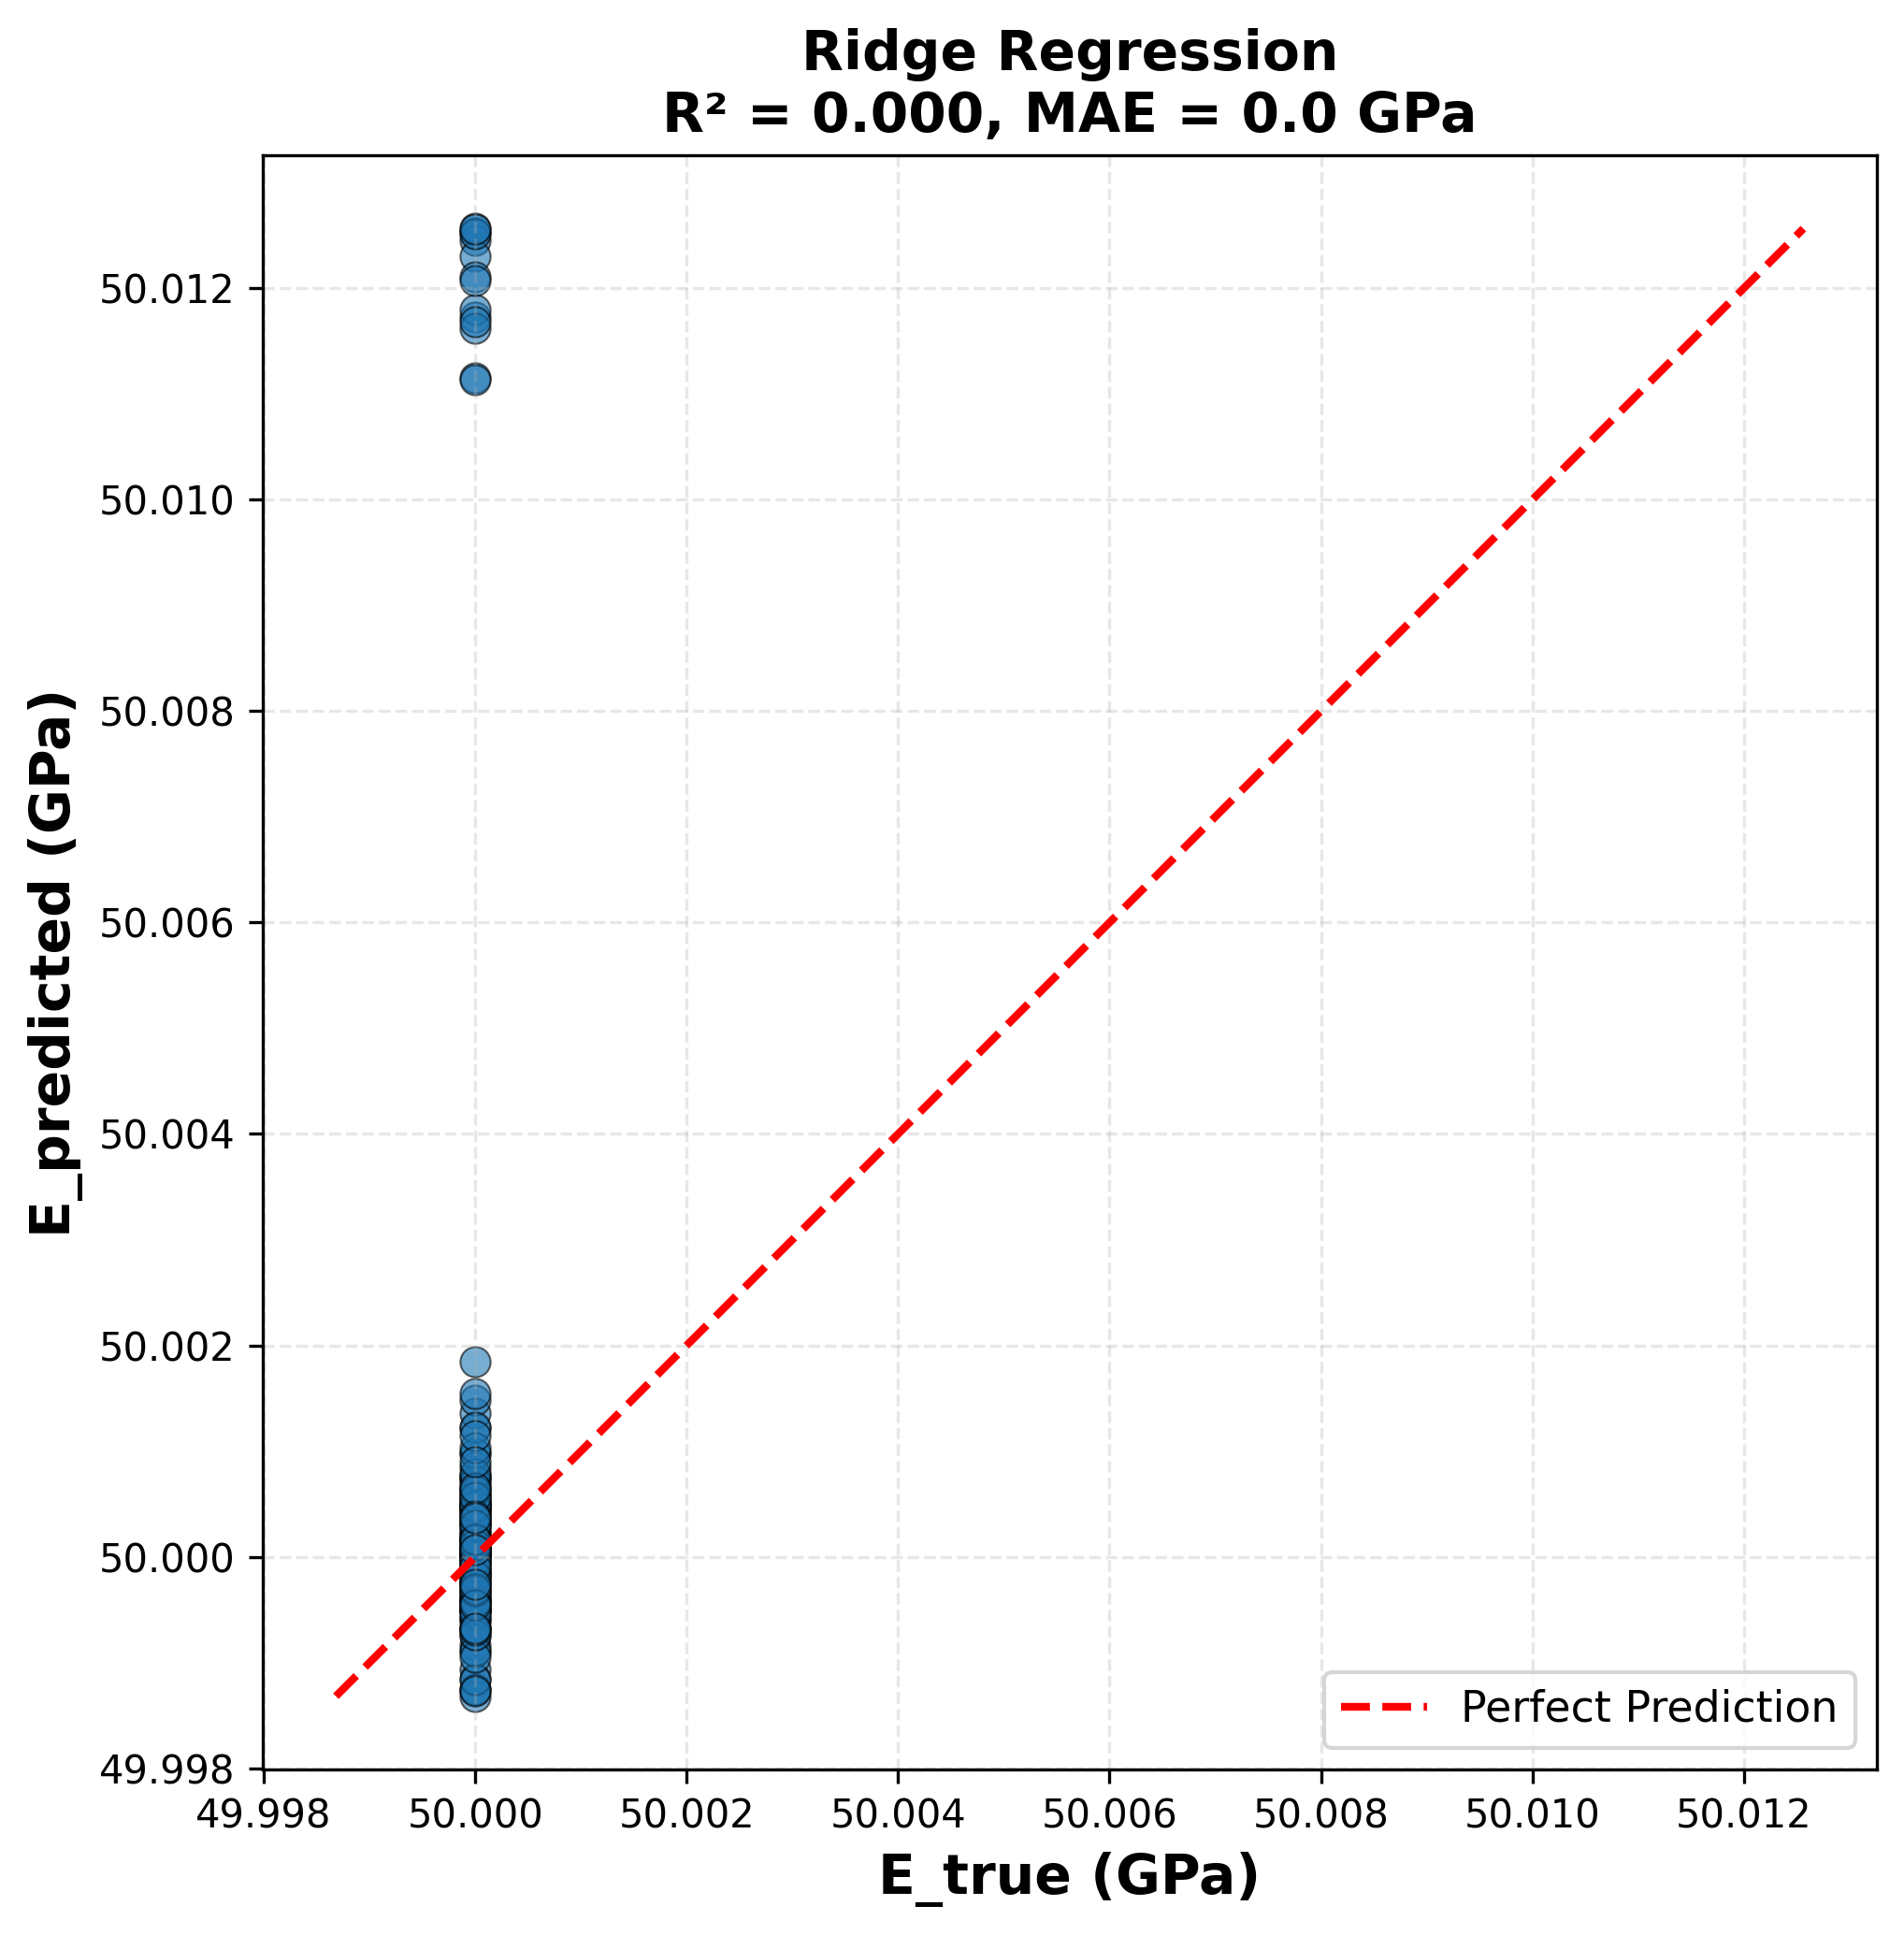 Ridge Regression
R² = 0.000, MAE = 0.0 GPa
E_predicted (GPa)
50.012
50.010
50.008
50.006
50.004
50.002
50.000
49.998
Perfect Prediction
49.998 50.000 50.002 50.004 50.006 50.008 50.010 50.012
E_true (GPa)